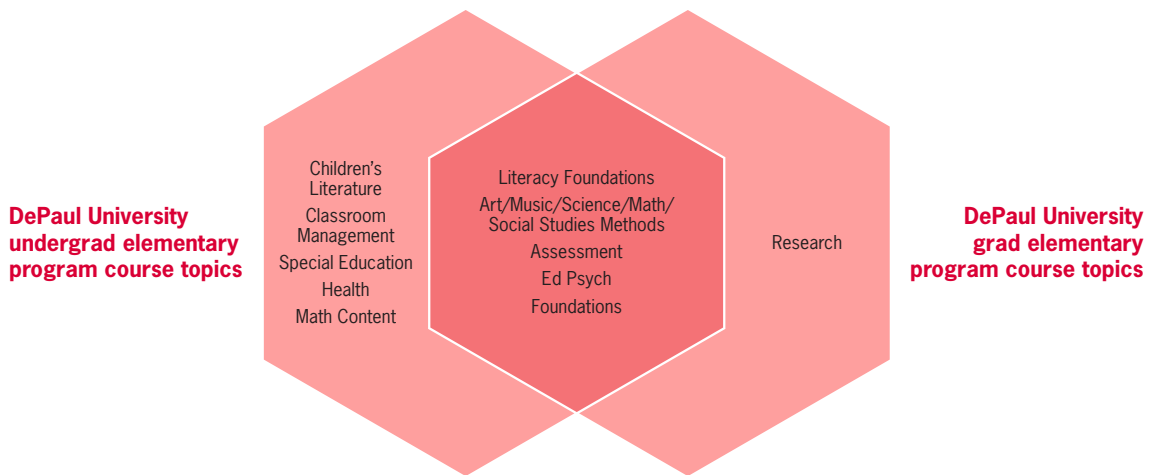 DePaul University
undergrad elementary
program course topics
Children's
Literature
Classroom
Management
Special Education
Health
Math Content
Literacy Foundations
Art/Music/Science/Math/
Social Studies Methods
Assessment
Ed Psych
Foundations
Research
DePaul University
grad elementary
program course topics